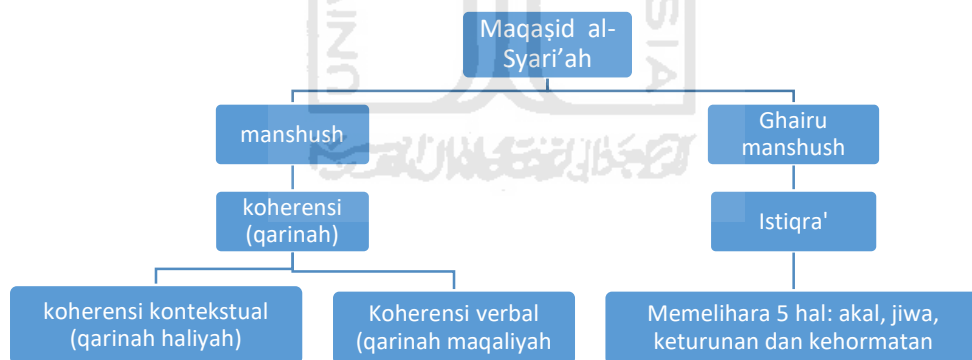 Maqaṣid al-
Syari’ah
manshush
Ghairu
manshush
koherensi
(qarinah)
Istiqra'
koherensi kontekstual
(qarinah haliyah)
Koherensi verbal
(qarinah maqaliyah
Memelihara 5 hal: akal, jiwa,
keturunan dan kehormatan